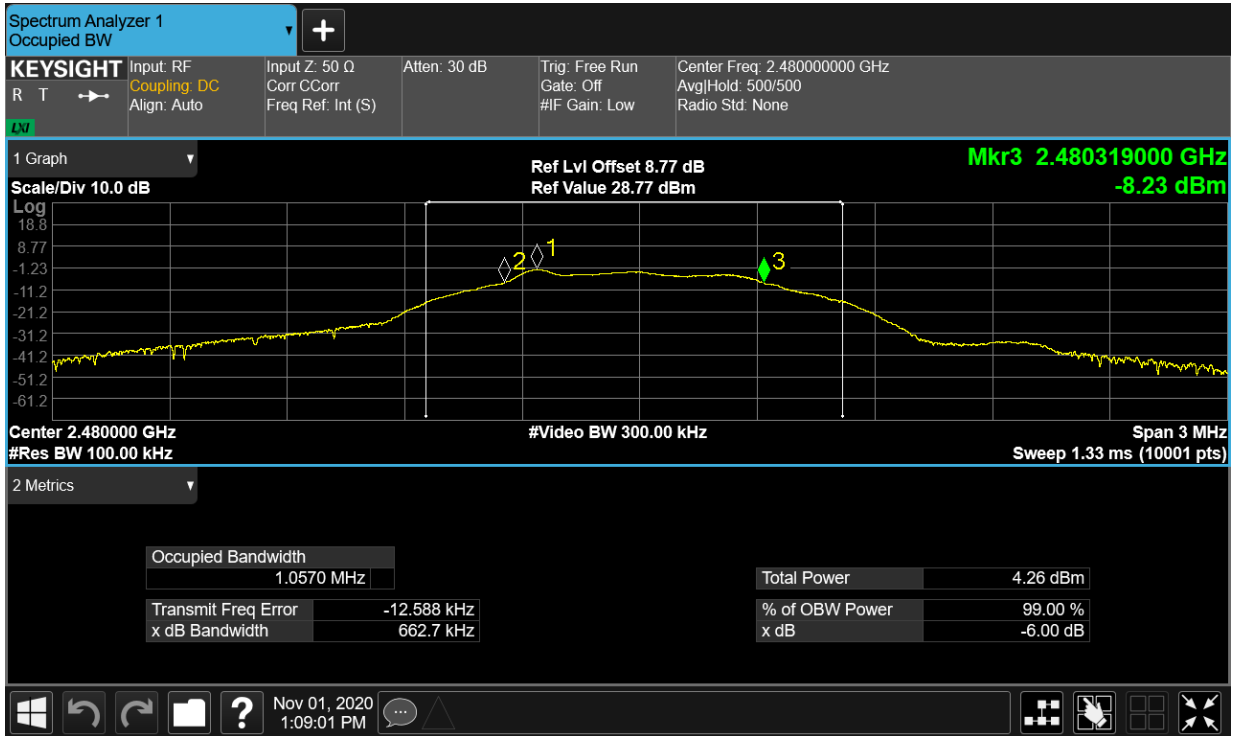 Spectrum Analyzer 1
Occupied BW
▼
+
KEYSIGHT
R T
LXI
Input: RF
Coupling: DC
Align: Auto
Input Z: 50 Ω
Corr CCorr
Freq Ref: Int (S)
Atten: 30 dB
Trig: Free Run
Gate: Off
#IF Gain: Low
Center Freq: 2.480000000 GHz
Avg|Hold: 500/500
Radio Std: None
1 Graph ▼
Scale/Div 10.0 dB
Ref Lvl Offset 8.77 dB
Ref Value 28.77 dBm
Mkr3 2.480319000 GHz
-8.23 dBm
Log
18.8
8.77
-1.23
-11.2
-21.2
-31.2
-41.2
-51.2
-61.2
2
1
3
Center 2.480000 GHz
#Video BW 300.00 kHz
Span 3 MHz
#Res BW 100.00 kHz
Sweep 1.33 ms (10001 pts)
2 Metrics ▼
Occupied Bandwidth
1.0570 MHz
Transmit Freq Error -12.588 kHz
x dB Bandwidth 662.7 kHz
Total Power 4.26 dBm
% of OBW Power 99.00 %
x dB -6.00 dB
?
Nov 01, 2020
1:09:01 PM